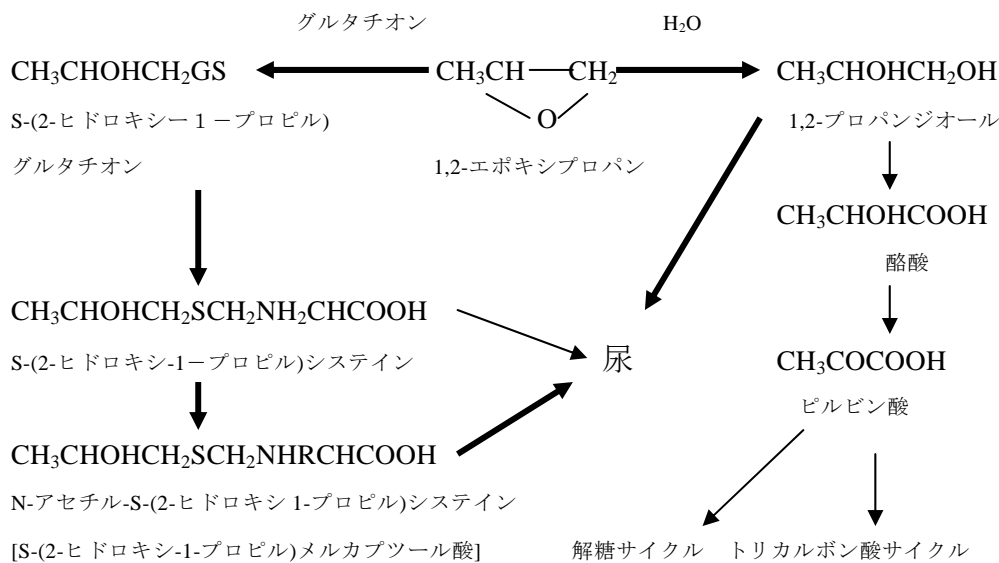 グルタチオン H₂O
CH₃CHOHCH₂GS CH₃CH CH₂ CH₃CHOHCH₂OH
O
S-(2-ヒドロキシー１－プロピル)
グルタチオン
1,2-エポキシプロパン
1,2-プロパンジオール
CH₃CHOHCOOH
酪酸
CH₃CHOHCH₂SCH₂NH₂CHCOOH
S-(2-ヒドロキシ-1－プロピル)システイン
尿
CH₃COCOOH
ピルビン酸
CH₃CHOHCH₂SCH₂NHRCHCOOH
N-アセチル-S-(2-ヒドロキシ 1-プロピル)システイン
[S-(2-ヒドロキシ-1-プロピル)メルカプツール酸]
解糖サイクル トリカルボン酸サイクル